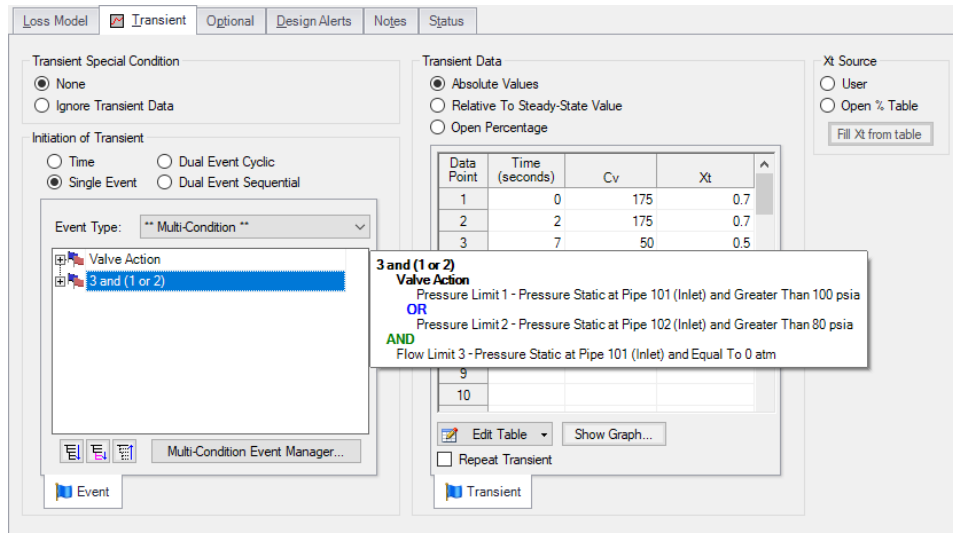 Loss Model
Transient
Optional
Design Alerts
Notes
Status
Transient Special Condition
None
Ignore Transient Data
Initiation of Transient
Time
Dual Event Cyclic
Single Event
Dual Event Sequential
Event Type:
** Multi-Condition **
Valve Action
3 and (1 or 2)
Multi-Condition Event Manager...
Event
Transient Data
Absolute Values
Relative To Steady-State Value
Open Percentage
Data Point Time (seconds) Cv Xt
1 0 175 0.7
2 2 175 0.7
3 7 50 0.5
3 and (1 or 2)
Valve Action
Pressure Limit 1 - Pressure Static at Pipe 101 (Inlet) and Greater Than 100 psia
OR
Pressure Limit 2 - Pressure Static at Pipe 102 (Inlet) and Greater Than 80 psia
AND
Flow Limit 3 - Pressure Static at Pipe 101 (Inlet) and Equal To 0 atm
9
10
Edit Table
Show Graph...
Repeat Transient
Transient
Xt Source
User
Open % Table
Fill Xt from table